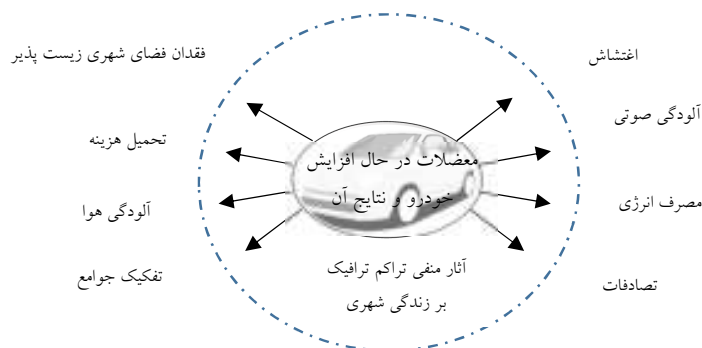 اغتشاش
فقدان فضای شهری زیست پذیر
آلودگی صوتی
تحمیل هزینه
معضلات در حال افزایش
خودرو و نتایج آن
مصرف انرژی
آلودگی هوا
آثار منفی تراکم ترافیک
بر زندگی شهری
تصادفات
تفکیک جوامع